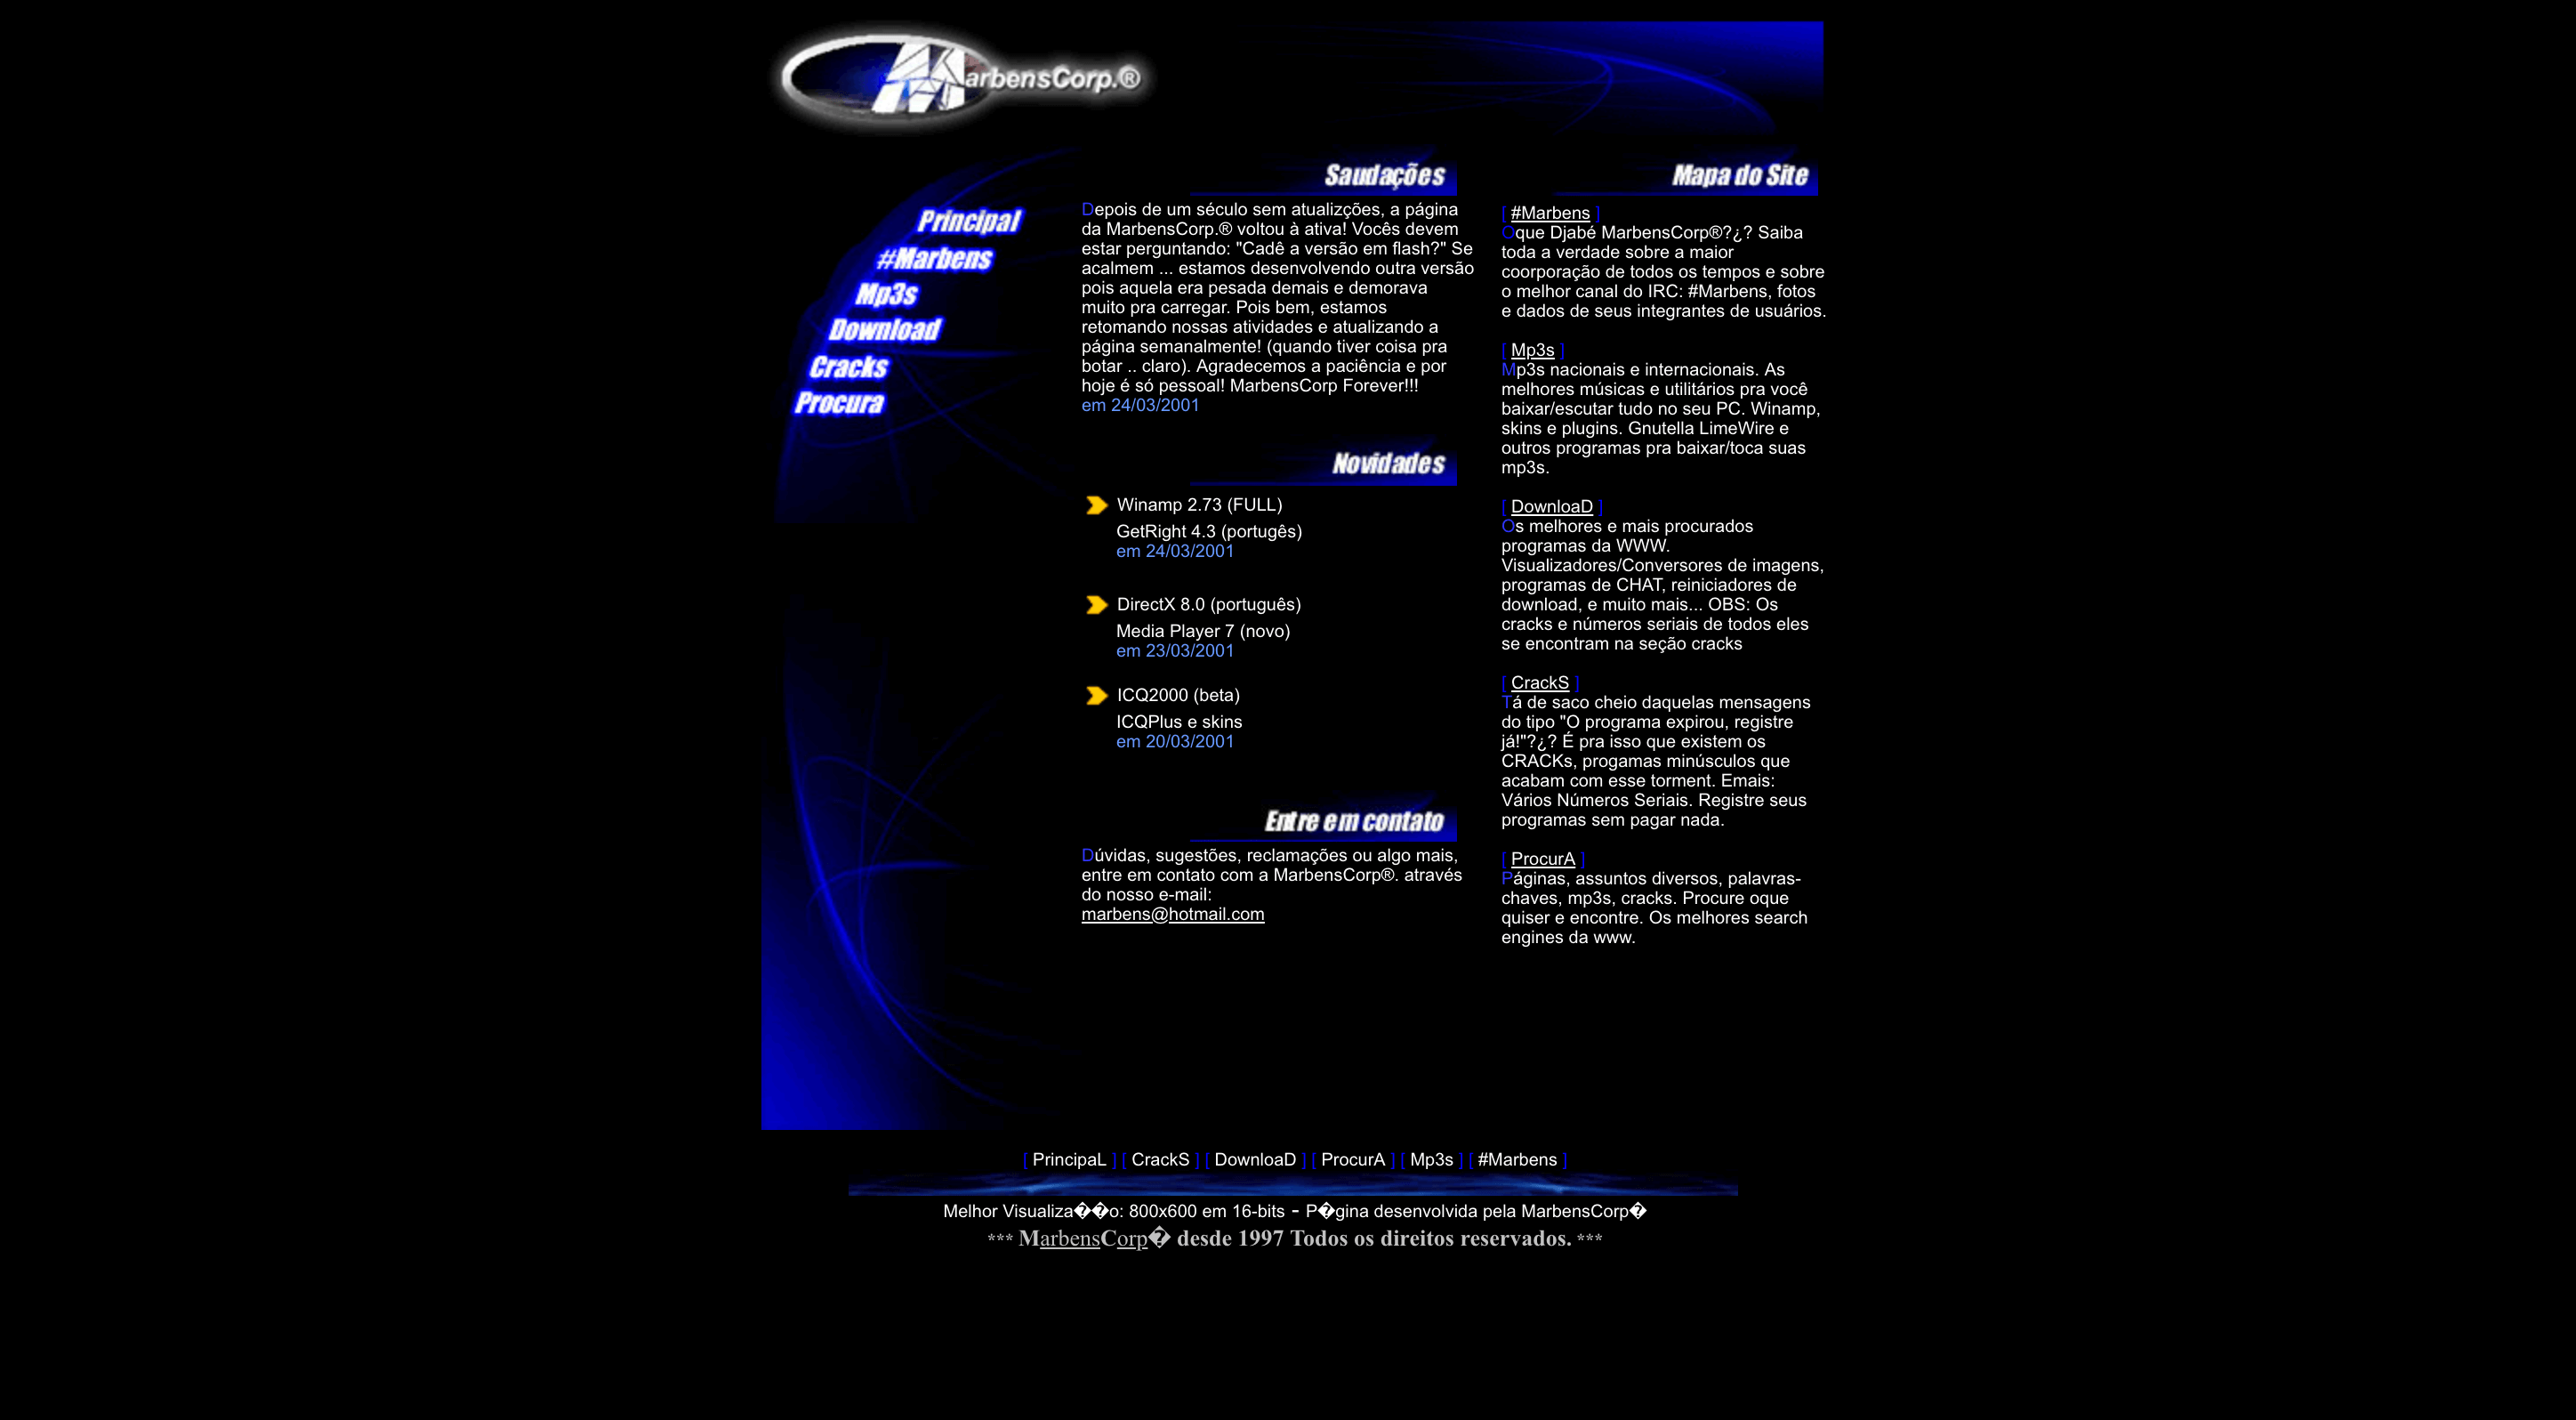 MarbensCorp.®
Principal
#Marbens
Mp3s
Download
Cracks
Procura
Saudações
Depois de um século sem atualizções, a página
da MarbensCorp.® voltou à ativa! Vocês devem
estar perguntando: "Cadê a versão em flash?" Se
acalmem ... estamos desenvolvendo outra versão
pois aquela era pesada demais e demorava
muito pra carregar. Pois bem, estamos
retomando nossas atividades e atualizando a
página semanalmente! (quando tiver coisa pra
botar .. claro). Agradecemos a paciência e por
hoje é só pessoal! MarbensCorp Forever!!!
em 24/03/2001
Novidades
Winamp 2.73 (FULL)
GetRight 4.3 (portugês)
em 24/03/2001
DirectX 8.0 (português)
Media Player 7 (novo)
em 23/03/2001
ICQ2000 (beta)
ICQPlus e skins
em 20/03/2001
Entre em contato
Dúvidas, sugestões, reclamações ou algo mais,
entre em contato com a MarbensCorp®. através
do nosso e-mail:
marbens@hotmail.com
Mapa do Site
[ #Marbens ]
Oque Djabé MarbensCorp®?¿? Saiba
toda a verdade sobre a maior
coorporação de todos os tempos e sobre
o melhor canal do IRC: #Marbens, fotos
e dados de seus integrantes de usuários.
[ Mp3s ]
Mp3s nacionais e internacionais. As
melhores músicas e utilitários pra você
baixar/escutar tudo no seu PC. Winamp,
skins e plugins. Gnutella LimeWire e
outros programas pra baixar/toca suas
mp3s.
[ DownloaD ]
Os melhores e mais procurados
programas da WWW.
Visualizadores/Conversores de imagens,
programas de CHAT, reiniciadores de
download, e muito mais... OBS: Os
cracks e números seriais de todos eles
se encontram na seção cracks
[ CrackS ]
Tá de saco cheio daquelas mensagens
do tipo "O programa expirou, registre
já!"?¿? É pra isso que existem os
CRACKs, progamas minúsculos que
acabam com esse torment. Emais:
Vários Números Seriais. Registre seus
programas sem pagar nada.
[ ProcurA ]
Páginas, assuntos diversos, palavras-
chaves, mp3s, cracks. Procure oque
quiser e encontre. Os melhores search
engines da www.
[ PrincipaL ] [ CrackS ] [ DownloaD ] [ ProcurA ] [ Mp3s ] [ #Marbens ]
Melhor Visualiza��o: 800x600 em 16-bits - P�gina desenvolvida pela MarbensCorp�
*** MarbensCorp� desde 1997 Todos os direitos reservados. ***